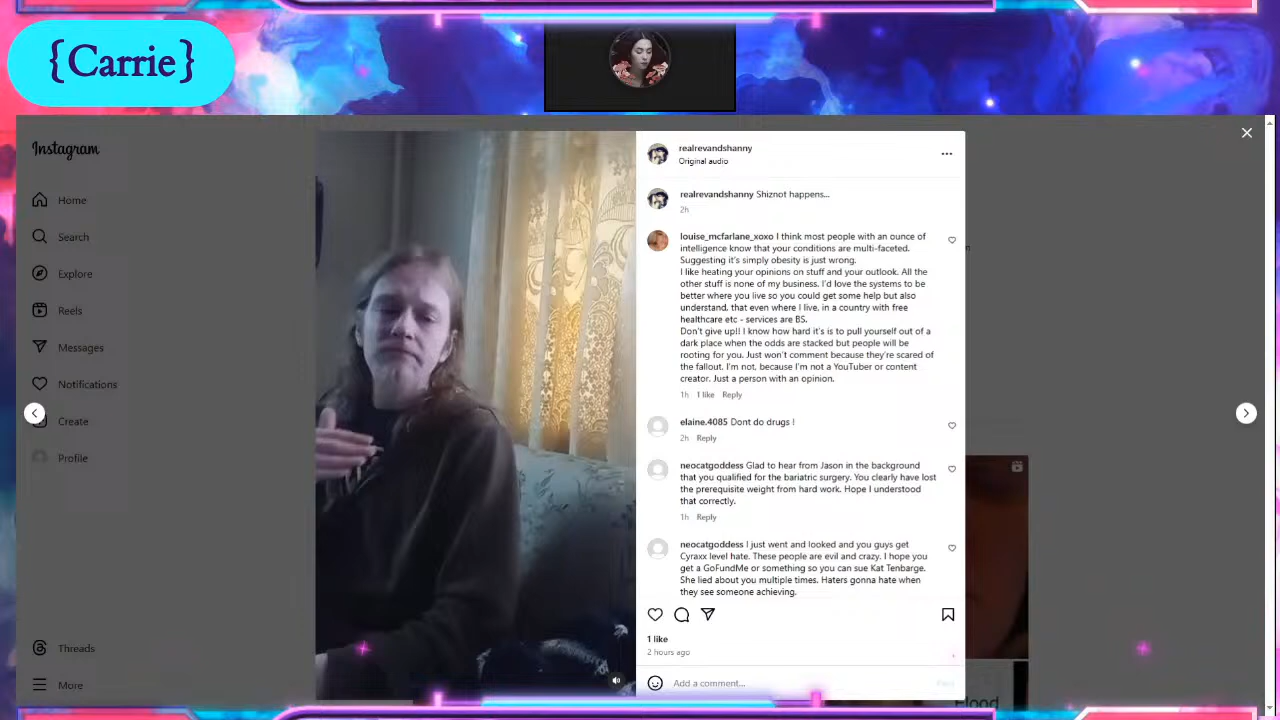 {Carrie}
Instagram
Home
Search
Explore
Reels
Messages
Notifications
Create
Profile
Threads
More
realrevandshanny
Original audio
realrevandshanny Shiznot happens...
2h
louise_mcfarlane_xoxo I think most people with an ounce of
intelligence know that your conditions are multi-faceted.
Suggesting it's simply obesity is just wrong.
I like heating your opinions on stuff and your outlook. All the
other stuff is none of my business. I'd love the systems to be
better where you live so you could get some help but also
understand, that even where I live, in a country with free
healthcare etc - services are BS.
Don't give up!! I know how hard it's is to pull yourself out of a
dark place when the odds are stacked but people will be
rooting for you. Just won't comment because they're scared of
the fallout. I'm not, because I'm not a YouTuber or content
creator. Just a person with an opinion.
1h 1 like Reply
elaine.4085 Dont do drugs !
2h Reply
neocatgoddess Glad to hear from Jason in the background
that you qualified for the bariatric surgery. You clearly have lost
the prerequisite weight from hard work. Hope I understood
that correctly.
1h Reply
neocatgoddess I just went and looked and you guys get
Cyraxx level hate. These people are evil and crazy. I hope you
get a GoFundMe or something so you can sue Kat Tenbarge.
She lied about you multiple times. Haters gonna hate when
they see someone achieving.
1 like
2 hours ago
Add a comment...
Post